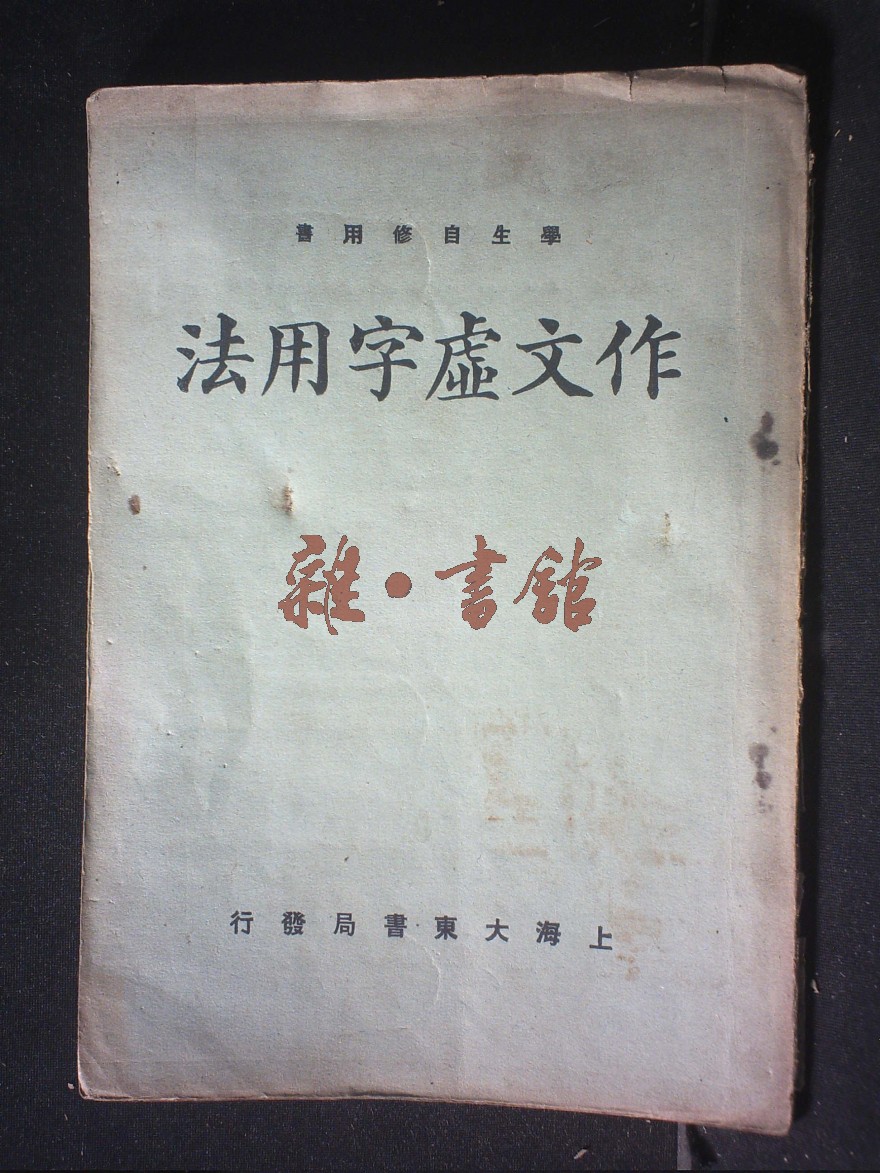 學生自修用書
作文虛字用法
雜·書館
上海大東書局發行